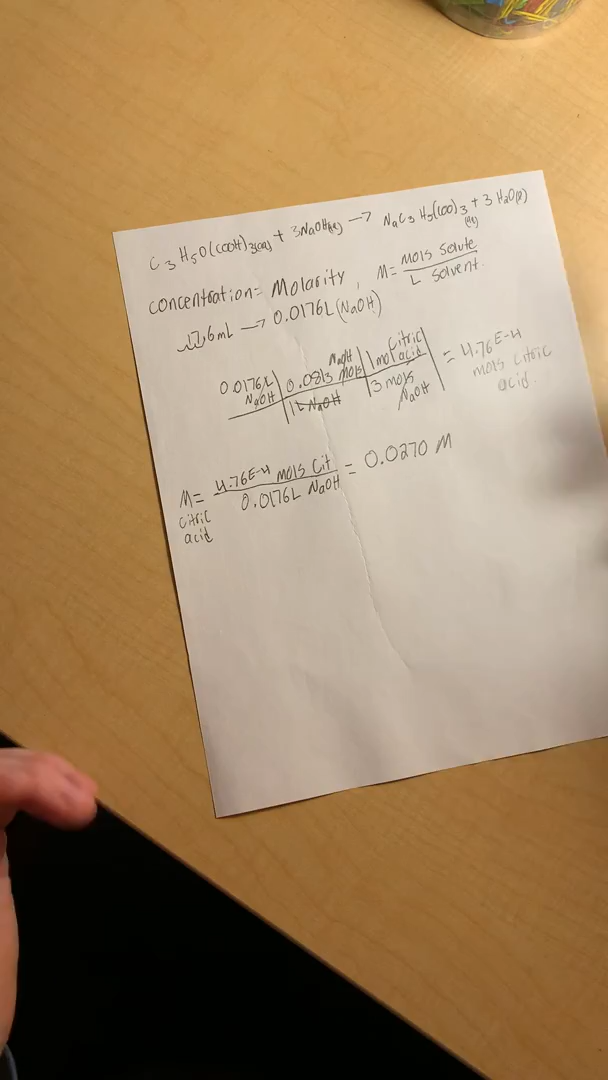 C3H5O(COOH)3(aq) + 3NaOH(aq) → NaC3H5(COO)3(aq) + 3H2O(l)
concentration = Molarity, M = mols solute / L solvent.
6mL → 0.0176L (NaOH)
0.0176L NaOH | 0.0813 mols NaOH / 1L NaOH | 1 mol citric acid / 3 mols NaOH | = 4.76E-4 mols citric acid.
M citric acid = 4.76E-4 mols Cit / 0.0176L NaOH = 0.0270 M